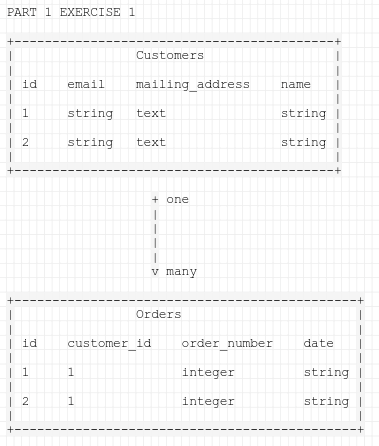 PART 1 EXERCISE 1
Customers
id email mailing_address name
1 string text string
2 string text string
+ one
v many
Orders
id customer_id order_number date
1 1 integer string
2 1 integer string